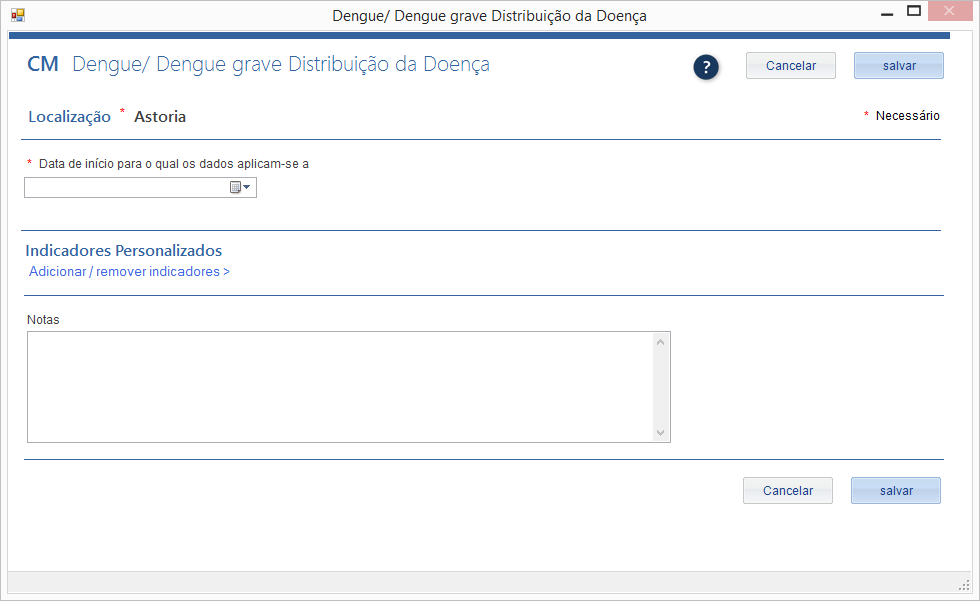 Dengue/ Dengue grave Distribuição da Doença
CM Dengue/ Dengue grave Distribuição da Doença
?
Cancelar
salvar
Localização * Astoria
* Necessário
* Data de início para o qual os dados aplicam-se a
Indicadores Personalizados
Adicionar / remover indicadores >
Notas
Cancelar
salvar